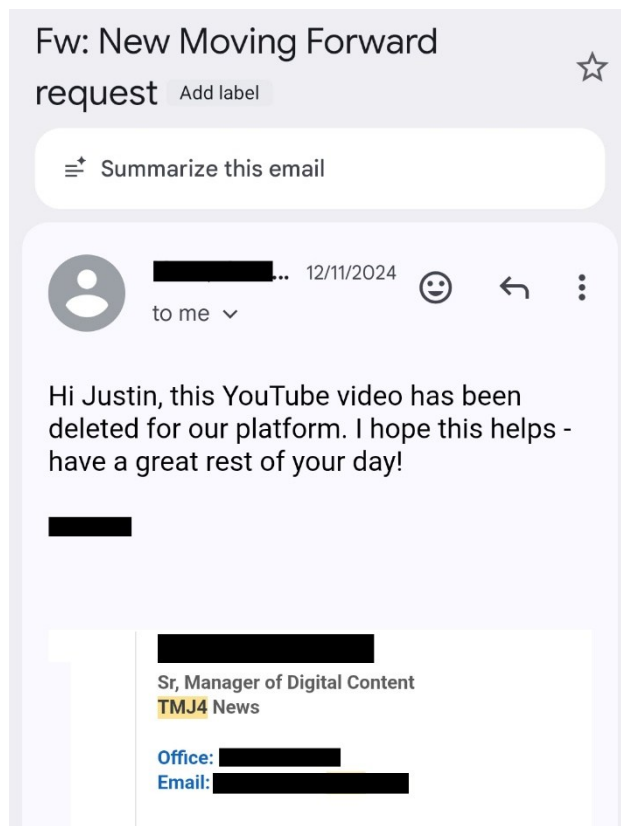 Fw: New Moving Forward
request Add label
Summarize this email
... 12/11/2024
to me
Hi Justin, this YouTube video has been
deleted for our platform. I hope this helps -
have a great rest of your day!
Sr, Manager of Digital Content
TMJ4 News
Office:
Email: